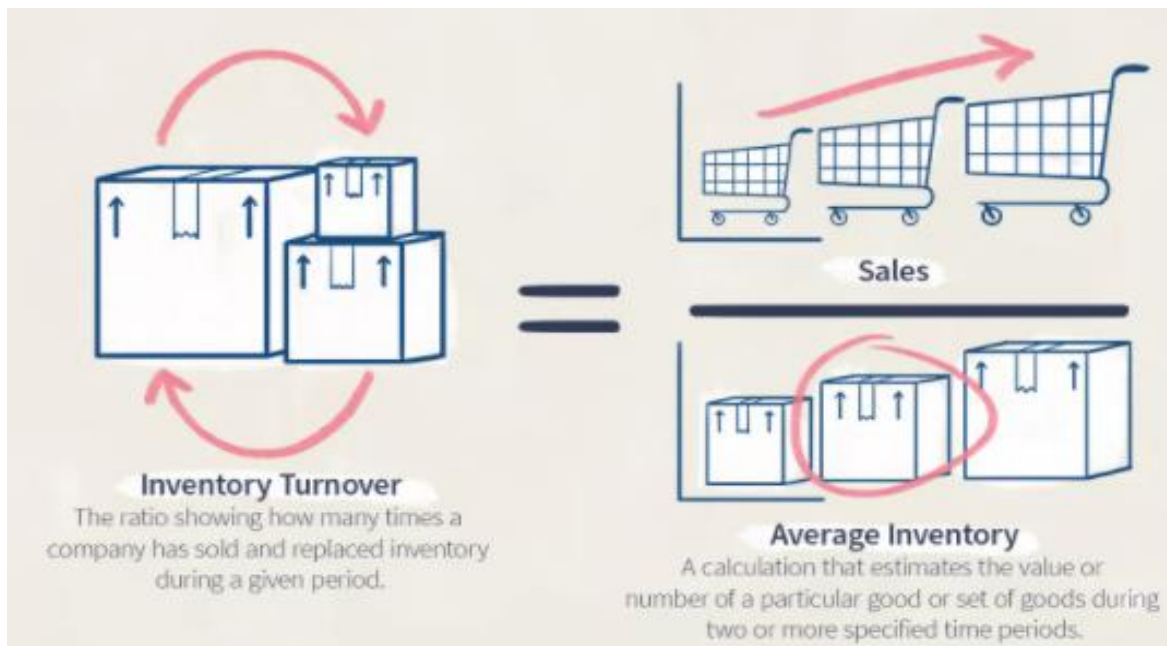 Inventory Turnover
The ratio showing how many times a
company has sold and replaced inventory
during a given period.
Sales
Average Inventory
A calculation that estimates the value or
number of a particular good or set of goods during
two or more specified time periods.